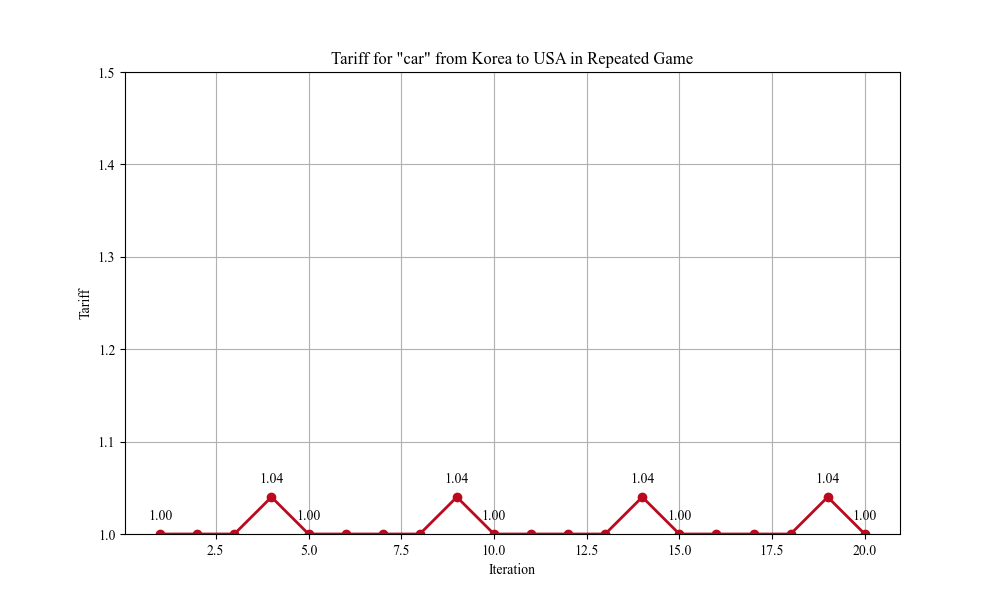 Tariff for "car" from Korea to USA in Repeated Game
1.5
1.4
1.3
1.2
1.1
1.0
Tariff
1.04 1.04 1.04 1.04
1.00 1.00 1.00 1.00 1.00
2.5 5.0 7.5 10.0 12.5 15.0 17.5 20.0
Iteration